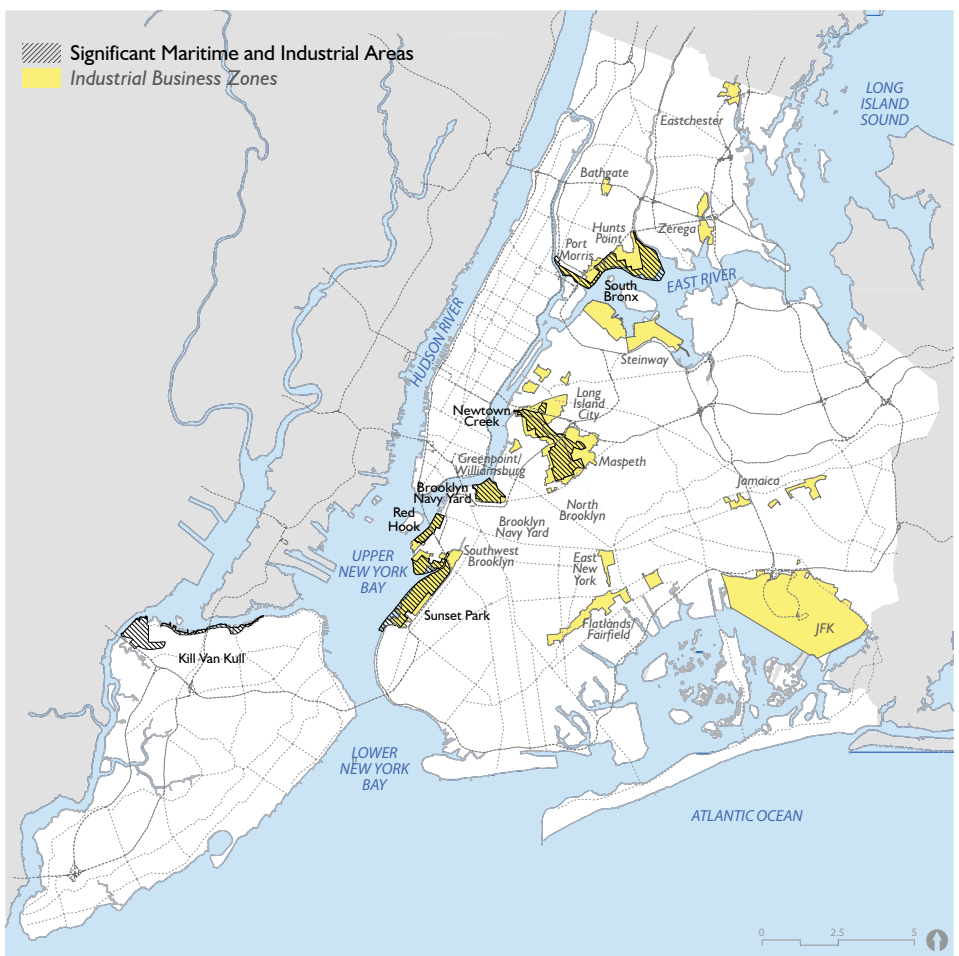 Significant Maritime and Industrial Areas
Industrial Business Zones
LONG
ISLAND
SOUND
Eastchester
Bathgate
Hunts
Point
Zerega
Port
Morris
EAST RIVER
South
Bronx
HUDSON RIVER
Steinway
Long
Island
City
Newtown
Creek
Greenpoint/
Williamsburg
Maspeth
Brooklyn
Navy Yard
Jamaica
North
Brooklyn
Red
Hook
Brooklyn
Navy Yard
Southwest
Brooklyn
UPPER
NEW YORK
BAY
East
New
York
Sunset Park
Flatlands/
Fairfield
JFK
Kill Van Kull
LOWER
NEW YORK
BAY
ATLANTIC OCEAN
0 2.5 5